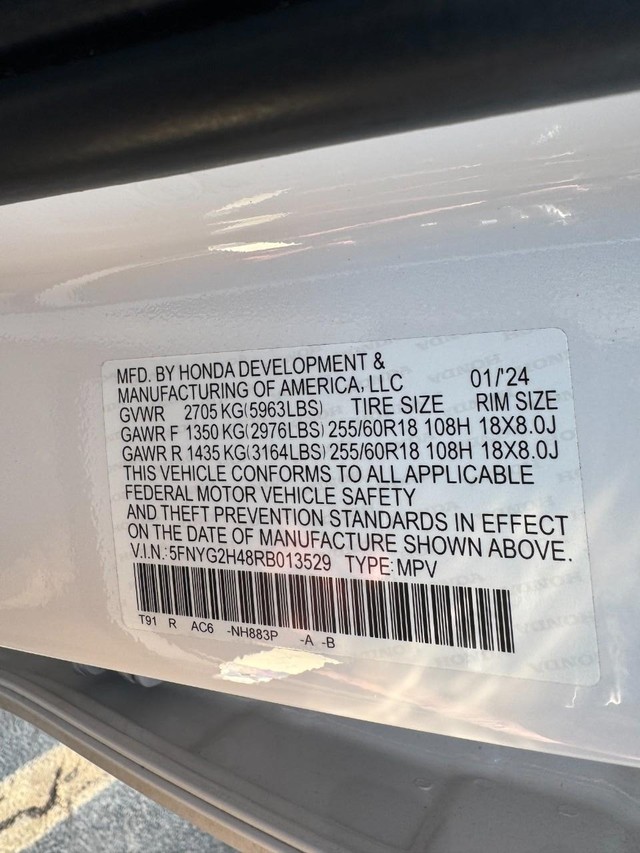 MFD. BY HONDA DEVELOPMENT &
MANUFACTURING OF AMERICA, LLC 01/'24
GVWR 2705 KG(5963LBS) TIRE SIZE RIM SIZE
GAWR F 1350 KG(2976LBS) 255/60R18 108H 18X8.0J
GAWR R 1435 KG(3164LBS) 255/60R18 108H 18X8.0J
THIS VEHICLE CONFORMS TO ALL APPLICABLE
FEDERAL MOTOR VEHICLE SAFETY
AND THEFT PREVENTION STANDARDS IN EFFECT
ON THE DATE OF MANUFACTURE SHOWN ABOVE.
V.I.N.:5FNYG2H48RB013529 TYPE:MPV
T91 R AC6 -NH883P -A -B